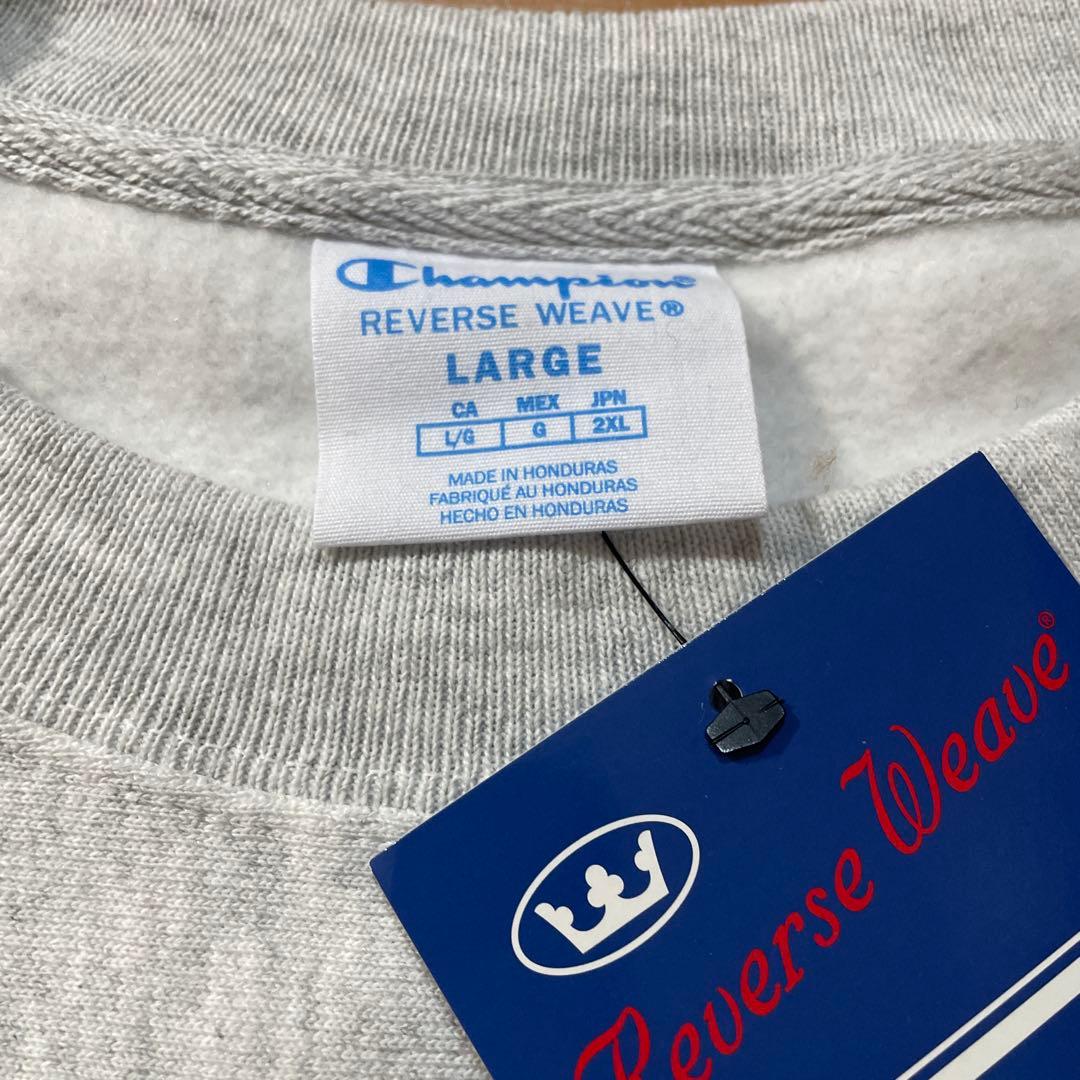 Champion
REVERSE WEAVE®
LARGE
CA MEX JPN
L/G G 2XL
MADE IN HONDURAS
FABRIQUÉ AU HONDURAS
HECHO EN HONDURAS
Reverse Weave®